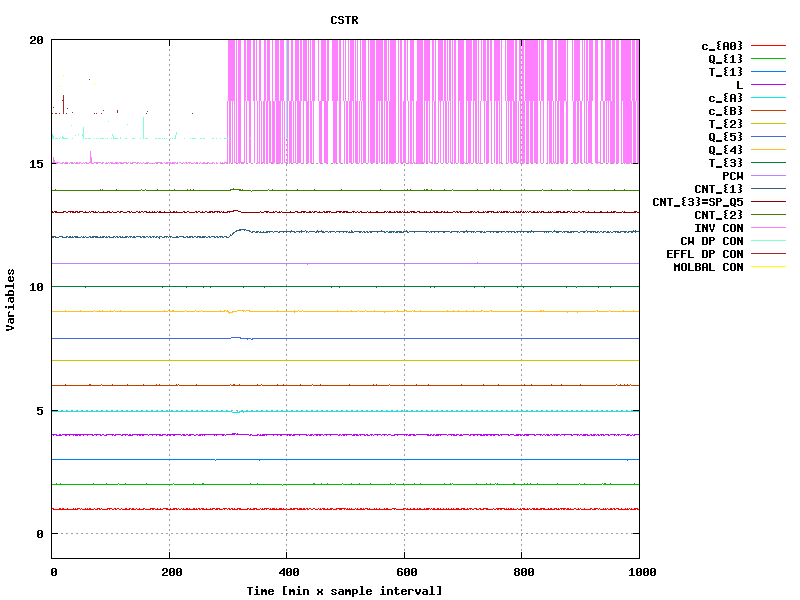 CSTR
20
15
10
5
0
Variables
0 200 400 600 800 1000
Time [min x sample interval]
c_{A0}
Q_{1}
T_{1}
L
c_{A}
c_{B}
T_{2}
Q_{5}
Q_{4}
T_{3}
PCW
CNT_{1}
CNT_{3}=SP_Q5
CNT_{2}
INV CON
CW DP CON
EFFL DP CON
MOLBAL CON